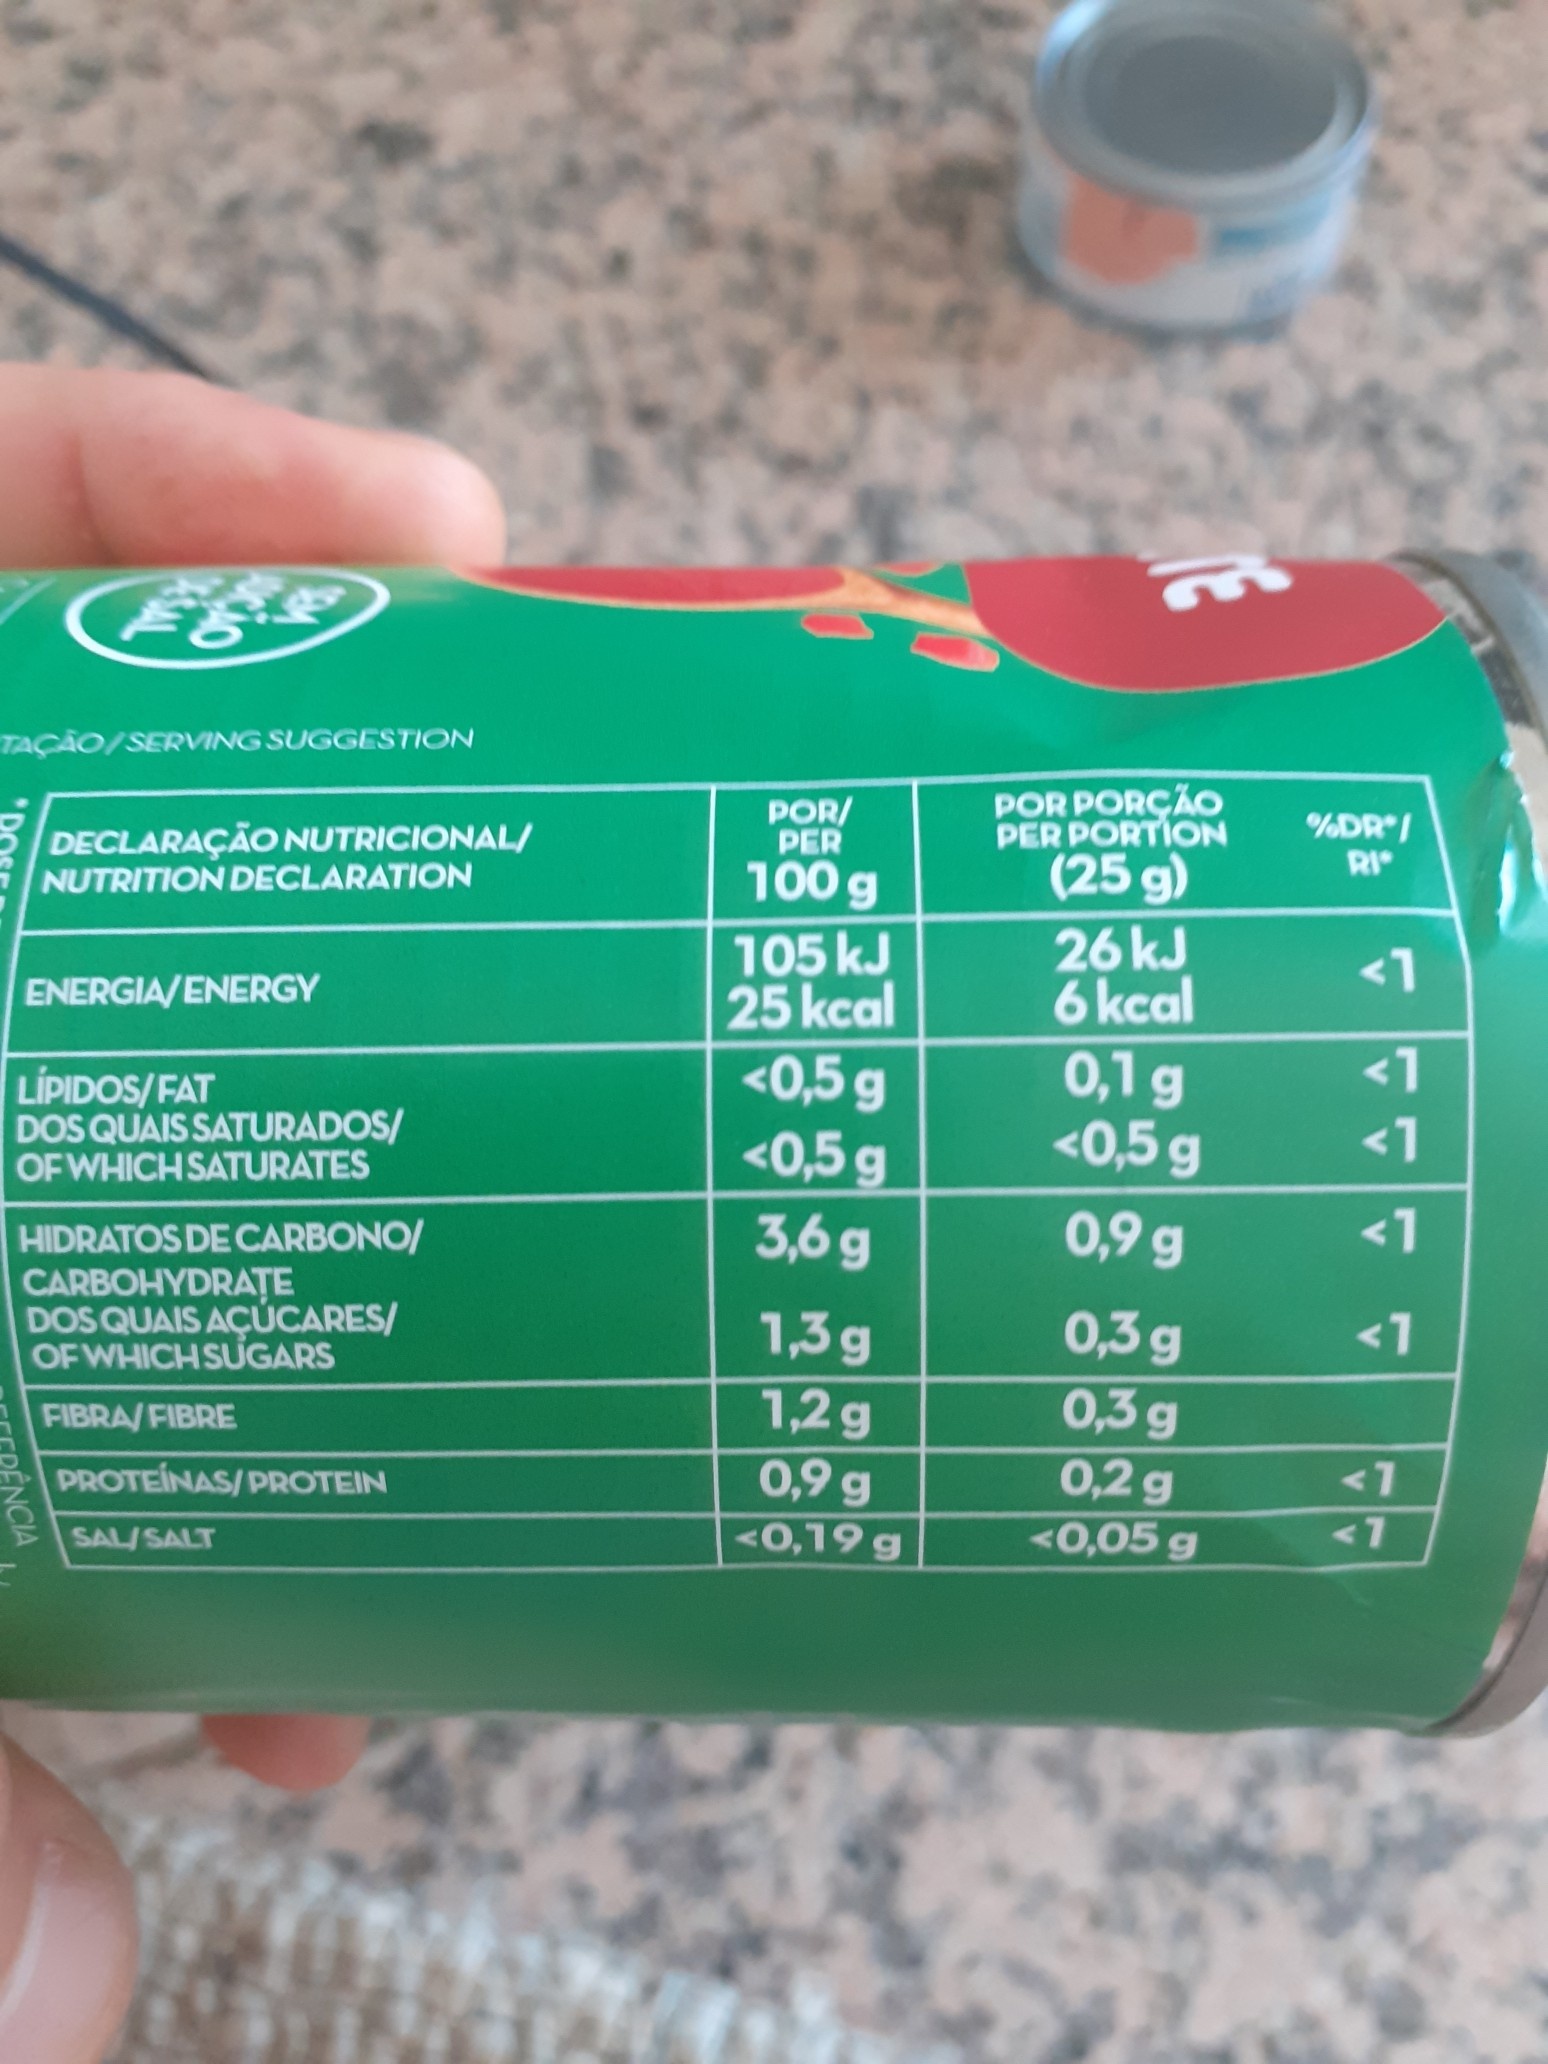 SEM
ADIÇÃO
DE SAL
TAÇÃO/SERVING SUGGESTION
DECLARAÇÃO NUTRICIONAL/
NUTRITION DECLARATION
POR/
PER
100 g
POR PORÇÃO
PER PORTION
(25 g)
%DR*/
RI*
ENERGIA/ENERGY
105 kJ
25 kcal
26 kJ
6 kcal
<1
LÍPIDOS/FAT
<0,5 g
0,1 g
<1
DOS QUAIS SATURADOS/
OF WHICH SATURATES
<0,5 g
<0,5 g
<1
HIDRATOS DE CARBONO/
CARBOHYDRATE
3,6 g
0,9 g
<1
DOS QUAIS AÇÚCARES/
OF WHICH SUGARS
1,3 g
0,3 g
<1
FIBRA/FIBRE
1,2 g
0,3 g
PROTEÍNAS/PROTEIN
0,9 g
0,2 g
<1
SAL/SALT
<0,19 g
<0,05 g
<1